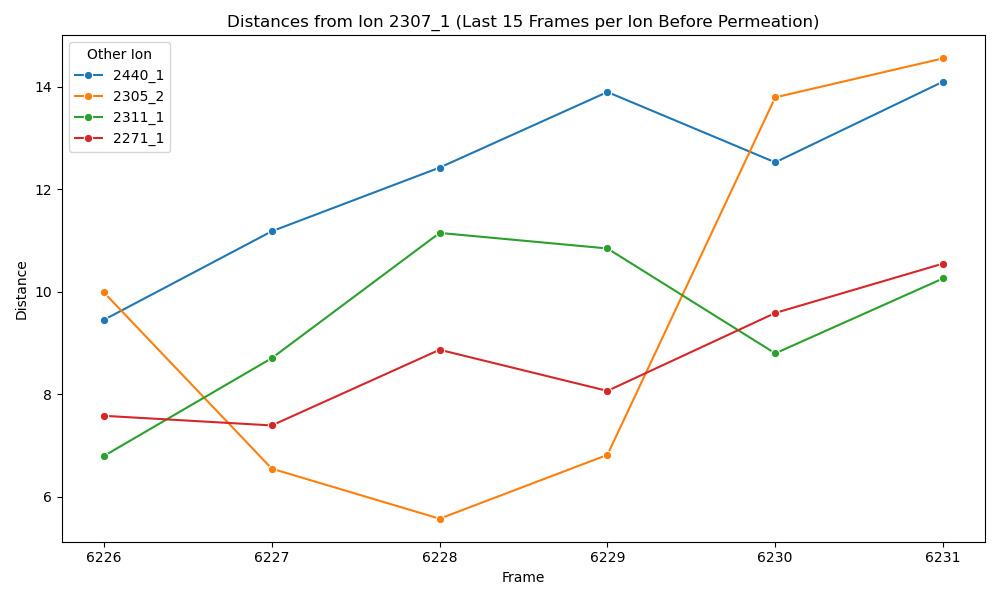 Distances from Ion 2307_1 (Last 15 Frames per Ion Before Permeation)
Other Ion
2440_1
2305_2
2311_1
2271_1
Distance
14
12
10
8
6
6226 6227 6228 6229 6230 6231
Frame